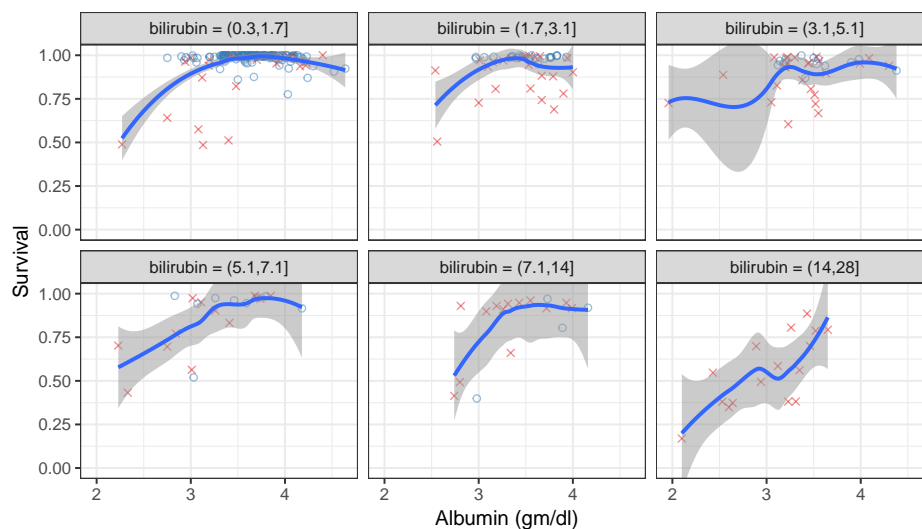 bilirubin = (0.3,1.7] bilirubin = (1.7,3.1] bilirubin = (3.1,5.1]
1.00
0.75
0.50
0.25
0.00
bilirubin = (5.1,7.1] bilirubin = (7.1,14] bilirubin = (14,28]
1.00
0.75
0.50
0.25
0.00
Survival
2 3 4 2 3 4 2 3 4
Albumin (gm/dl)